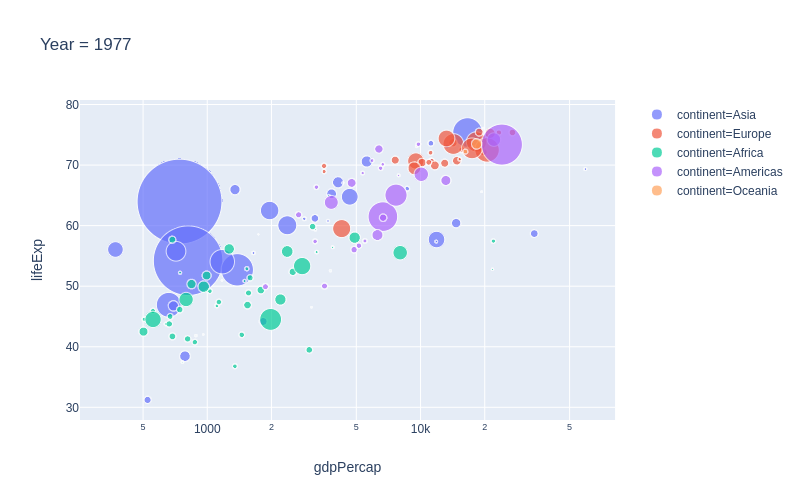 Year = 1977
80
70
60
50
40
30
lifeExp
5
1000
2
5
10k
2
5
gdpPercap
continent=Asia
continent=Europe
continent=Africa
continent=Americas
continent=Oceania